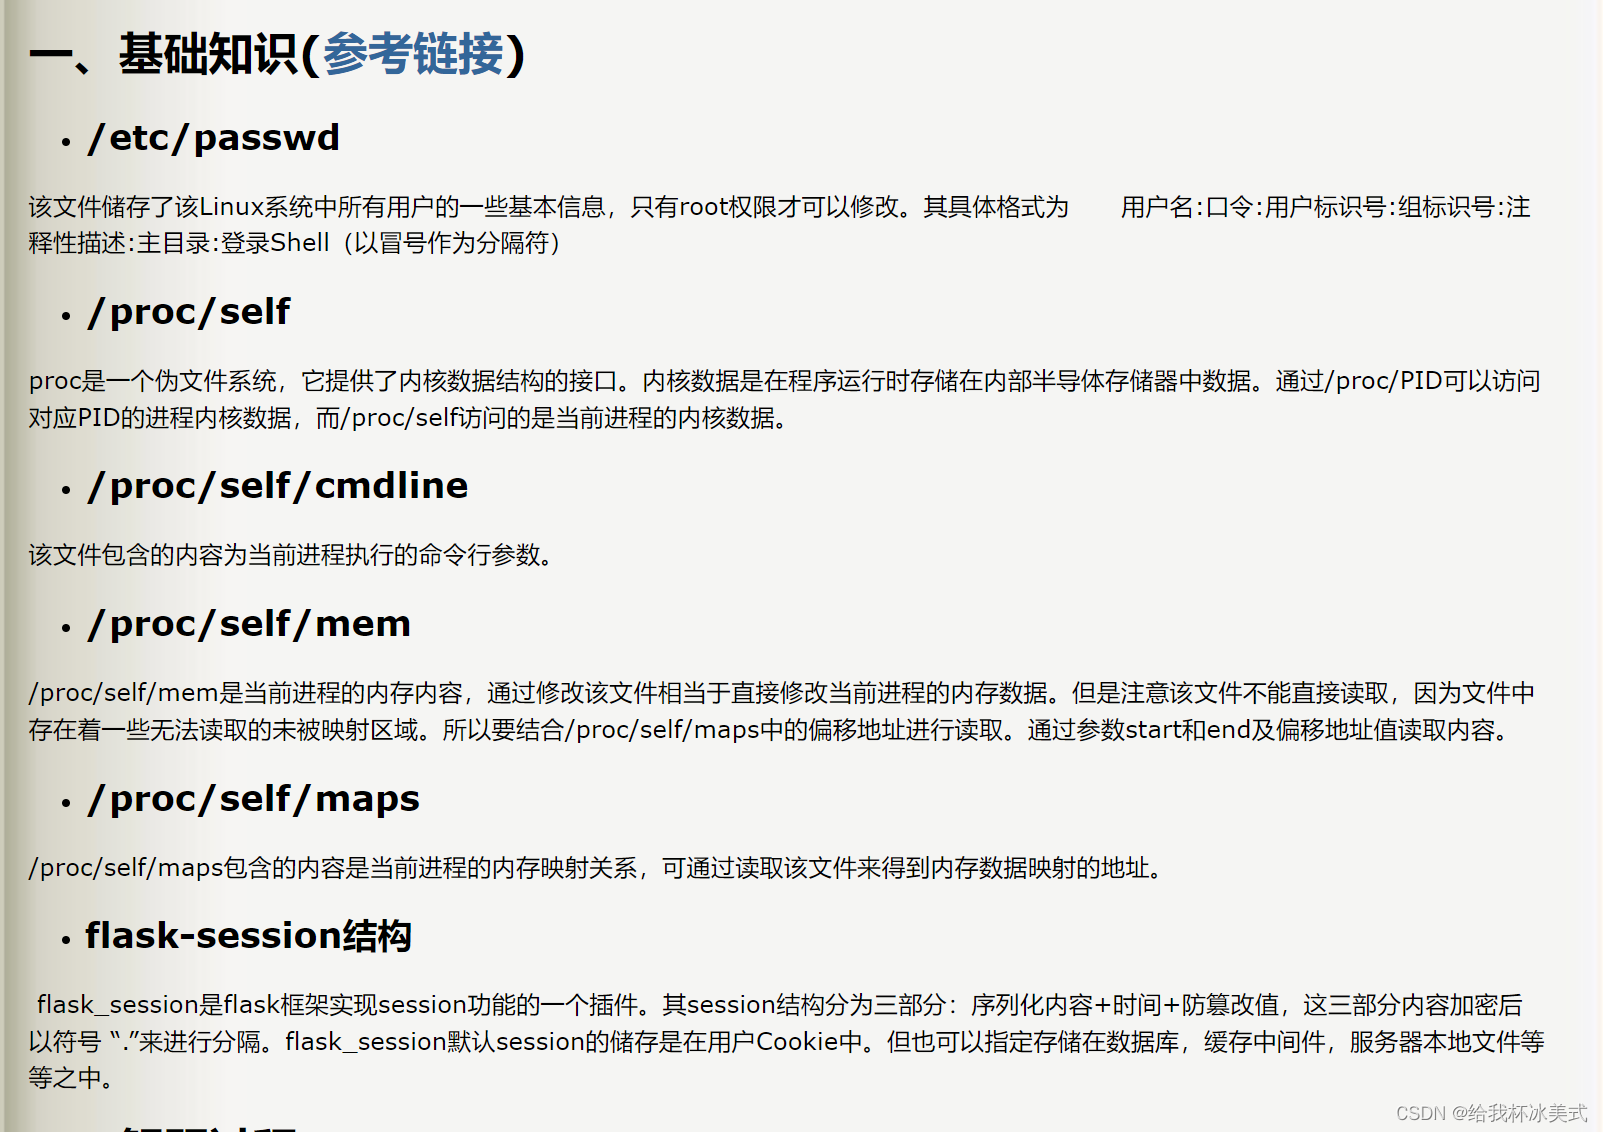 一、基础知识(参考链接)
• /etc/passwd
该文件储存了该Linux系统中所有用户的一些基本信息，只有root权限才可以修改。其具体格式为  用户名:口令:用户标识号:组标识号:注
释性描述:主目录:登录Shell（以冒号作为分隔符）
• /proc/self
proc是一个伪文件系统，它提供了内核数据结构的接口。内核数据是在程序运行时存储在内部半导体存储器中数据。通过/proc/PID可以访问
对应PID的进程内核数据，而/proc/self访问的是当前进程的内核数据。
• /proc/self/cmdline
该文件包含的内容为当前进程执行的命令行参数。
• /proc/self/mem
/proc/self/mem是当前进程的内存内容，通过修改该文件相当于直接修改当前进程的内存数据。但是注意该文件不能直接读取，因为文件中
存在着一些无法读取的未被映射区域。所以要结合/proc/self/maps中的偏移地址进行读取。通过参数start和end及偏移地址值读取内容。
• /proc/self/maps
/proc/self/maps包含的内容是当前进程的内存映射关系，可通过读取该文件来得到内存数据映射的地址。
• flask-session结构
flask_session是flask框架实现session功能的一个插件。其session结构分为三部分：序列化内容+时间+防篡改值，这三部分内容加密后
以符号 “.”来进行分隔。flask_session默认session的储存是在用户Cookie中。但也可以指定存储在数据库，缓存中间件，服务器本地文件等
等之中。
CSDN @给我杯冰美式